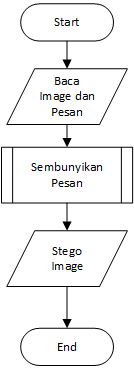 Start
Baca
Image dan
Pesan
Sembunyikan
Pesan
Stego
Image
End